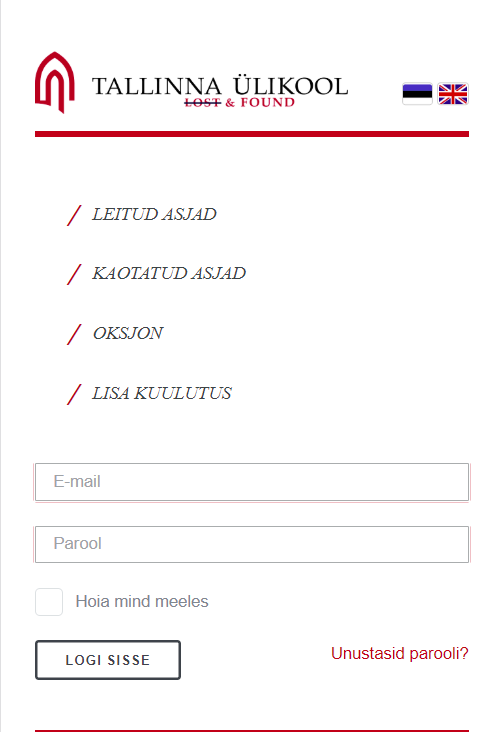 TALLINNA ÜLIKOOL
LOST & FOUND
/ LEITUD ASJAD
/ KAOTATUD ASJAD
/ OKSJON
/ LISA KUULUTUS
E-mail
Parool
Hoia mind meeles
LOGI SISSE
Unustasid parooli?